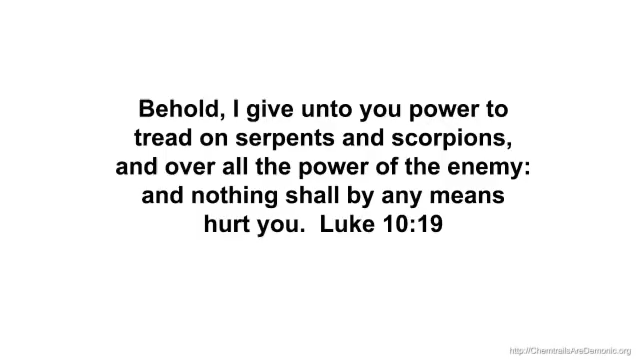 Behold, I give unto you power to
tread on serpents and scorpions,
and over all the power of the enemy:
and nothing shall by any means
hurt you.  Luke 10:19
http://ChemtrailsAreDemonic.org